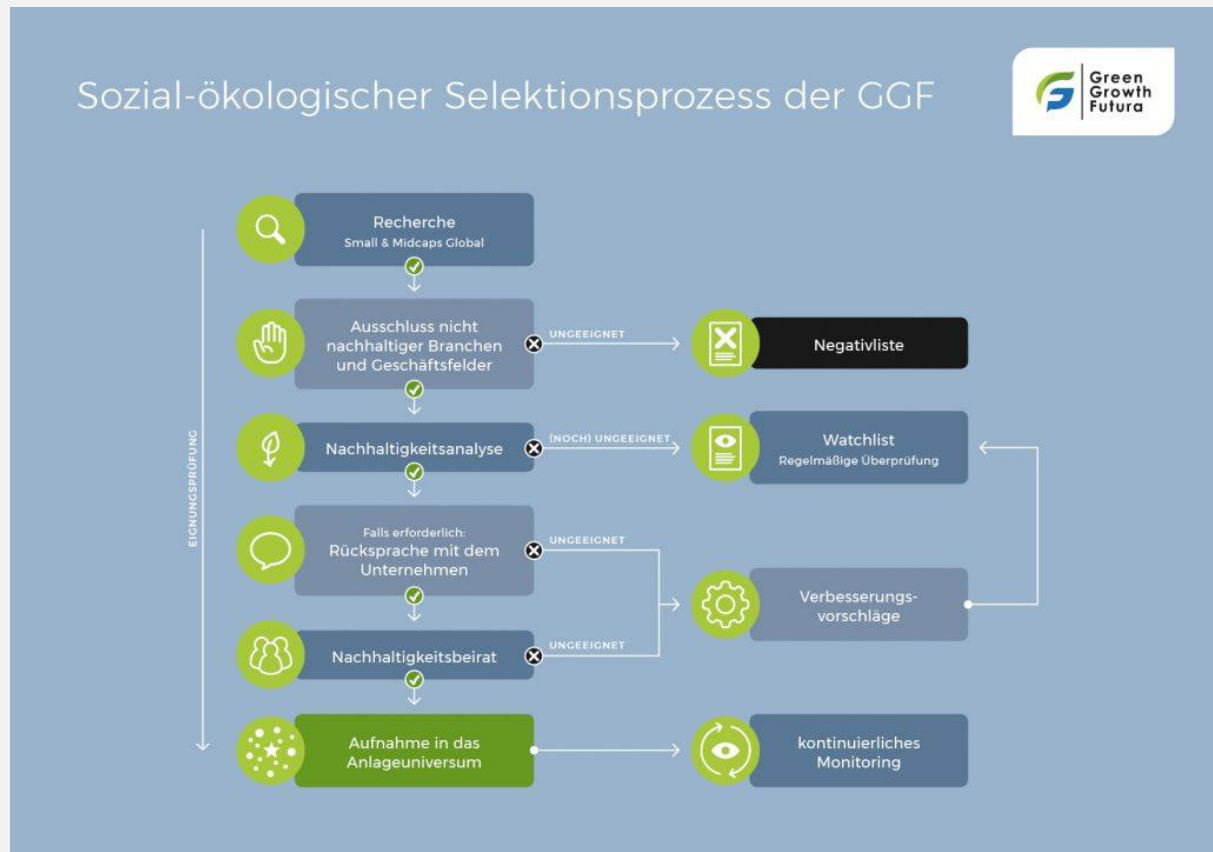 Sozial-ökologischer Selektionsprozess der GGF
Green
Growth
Futura
EIGNUNGSPRÜFUNG
Recherche
Small & Midcaps Global
Ausschluss nicht
nachhaltiger Branchen
und Geschäftsfelder
UNGEEIGNET
Negativliste
Nachhaltigkeitsanalyse
(NOCH) UNGEEIGNET
Watchlist
Regelmäßige Überprüfung
Falls erforderlich:
Rücksprache mit dem
Unternehmen
UNGEEIGNET
Verbesserungs-
vorschläge
Nachhaltigkeitsbeirat
UNGEEIGNET
Aufnahme in das
Anlageuniversum
kontinuierliches
Monitoring